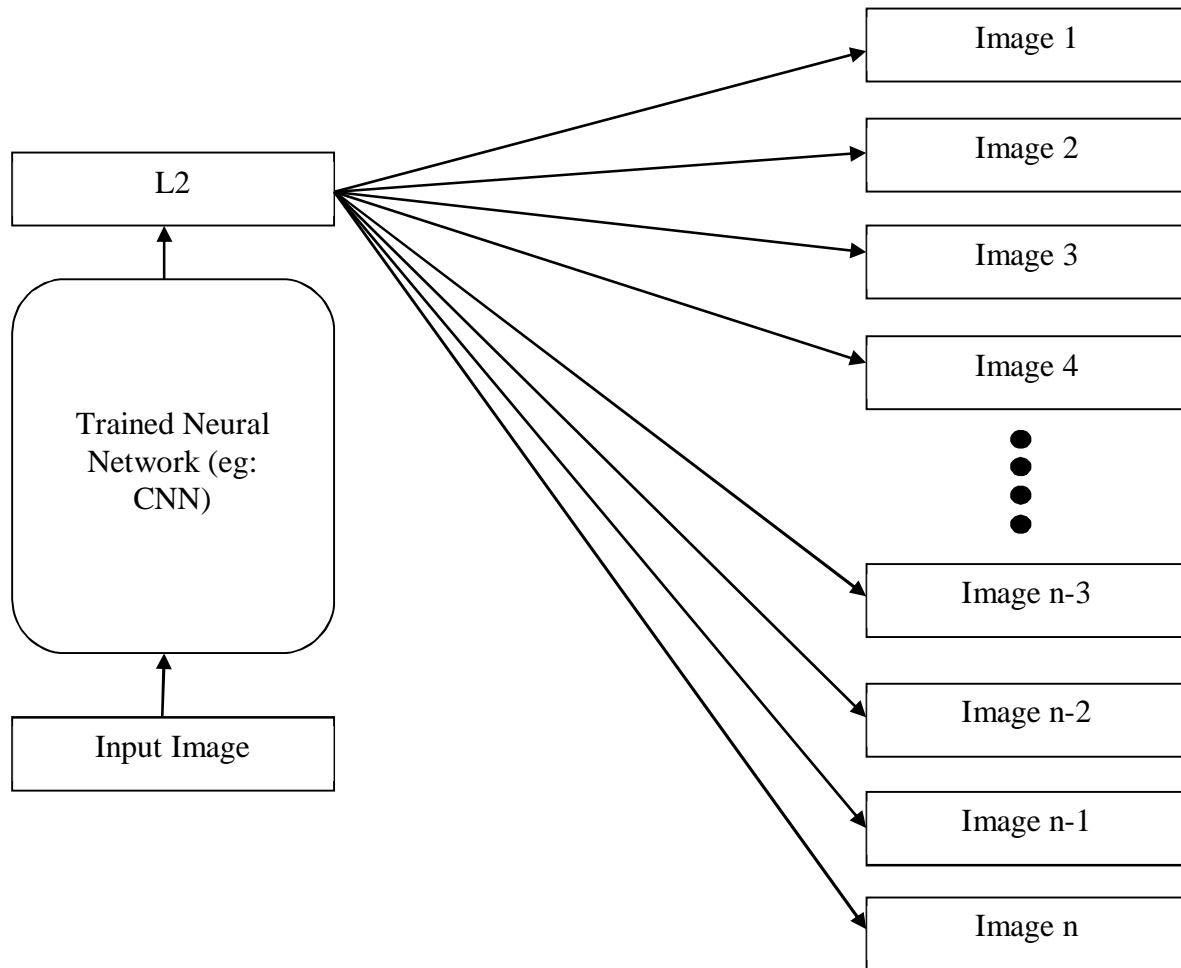 Image 1
Image 2
L2
Image 3
Image 4
Trained Neural
Network (eg:
CNN)
Image n-3
Image n-2
Input Image
Image n-1
Image n